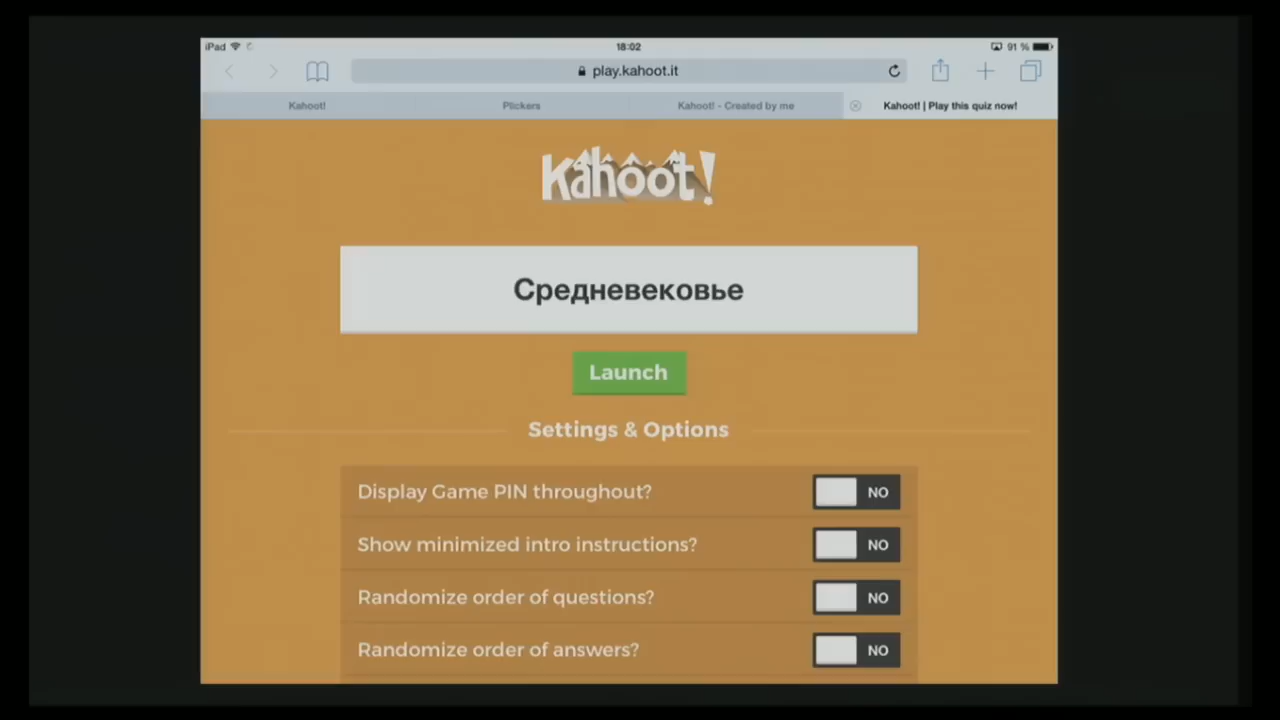 iPad 18:02 91 %
play.kahoot.it
Kahoot! Plickers Kahoot! - Created by me Kahoot! | Play this quiz now!
Kahoot!
Средневековье
Launch
Settings & Options
Display Game PIN throughout? NO
Show minimized intro instructions? NO
Randomize order of questions? NO
Randomize order of answers? NO